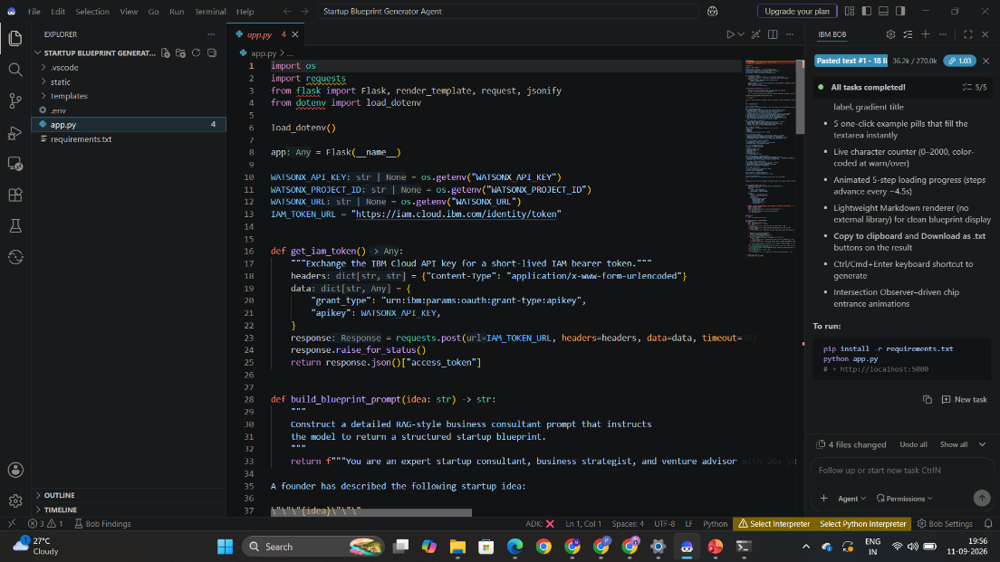 File Edit Selection View Go Run Terminal Help
Startup Blueprint Generator Agent
Upgrade your plan
EXPLORER
STARTUP BLUEPRINT GENERAT...
.vscode
static
templates
.env
app.py 4
requirements.txt
OUTLINE
TIMELINE
app.py 4
app.py > ...
1 import os
2 import requests
3 from flask import Flask, render_template, request, jsonify
4 from dotenv import load_dotenv
5
6 load_dotenv()
7
8 app: Any = Flask(__name__)
9
10 WATSONX_API_KEY: str | None = os.getenv("WATSONX_API_KEY")
11 WATSONX_PROJECT_ID: str | None = os.getenv("WATSONX_PROJECT_ID")
12 WATSONX_URL: str | None = os.getenv("WATSONX_URL")
13 IAM_TOKEN_URL = "https://iam.cloud.ibm.com/identity/token"
14
15
16 def get_iam_token() -> Any:
17 """Exchange the IBM Cloud API key for a short-lived IAM bearer token."""
18 headers: dict[str, str] = {"Content-Type": "application/x-www-form-urlencoded"}
19 data: dict[str, Any] = {
20 "grant_type": "urn:ibm:params:oauth:grant-type:apikey",
21 "apikey": WATSONX_API_KEY,
22 }
23 response: Response = requests.post(url=IAM_TOKEN_URL, headers=headers, data=data, timeout=30)
24 response.raise_for_status()
25 return response.json()["access_token"]
26
27
28 def build_blueprint_prompt(idea: str) -> str:
29 """
30 Construct a detailed RAG-style business consultant prompt that instructs
31 the model to return a structured startup blueprint.
32 """
33 return f"""You are an expert startup consultant, business strategist, and venture advisor with 20+ ye
34
35 A founder has described the following startup idea:
36
37 \"\"\"{idea}\"\"\"
IBM BOB
Pasted text #1 - 18 li 36.2k / 270.0k 1.03
All tasks completed! 5/5
label, gradient title
• 5 one-click example pills that fill the
textarea instantly
• Live character counter (0–2000, color-
coded at warn/over)
• Animated 5-step loading progress (steps
advance every ~4.5s)
• Lightweight Markdown renderer (no
external library) for clean blueprint display
• Copy to clipboard and Download as .txt
buttons on the result
• Ctrl/Cmd+Enter keyboard shortcut to
generate
• Intersection Observer–driven chip
entrance animations
To run:
pip install -r requirements.txt
python app.py
# → http://localhost:5000
New task
4 files changed Undo all Show all
Follow up or start new task CtrlN
Agent Permissions
3 1 Bob Findings
ADK: ❌ Ln 1, Col 1 Spaces: 4 UTF-8 LF Python Select Interpreter Select Python Interpreter Bob Settings
27°C
Cloudy
Search
ENG
IN
19:56
11-09-2026